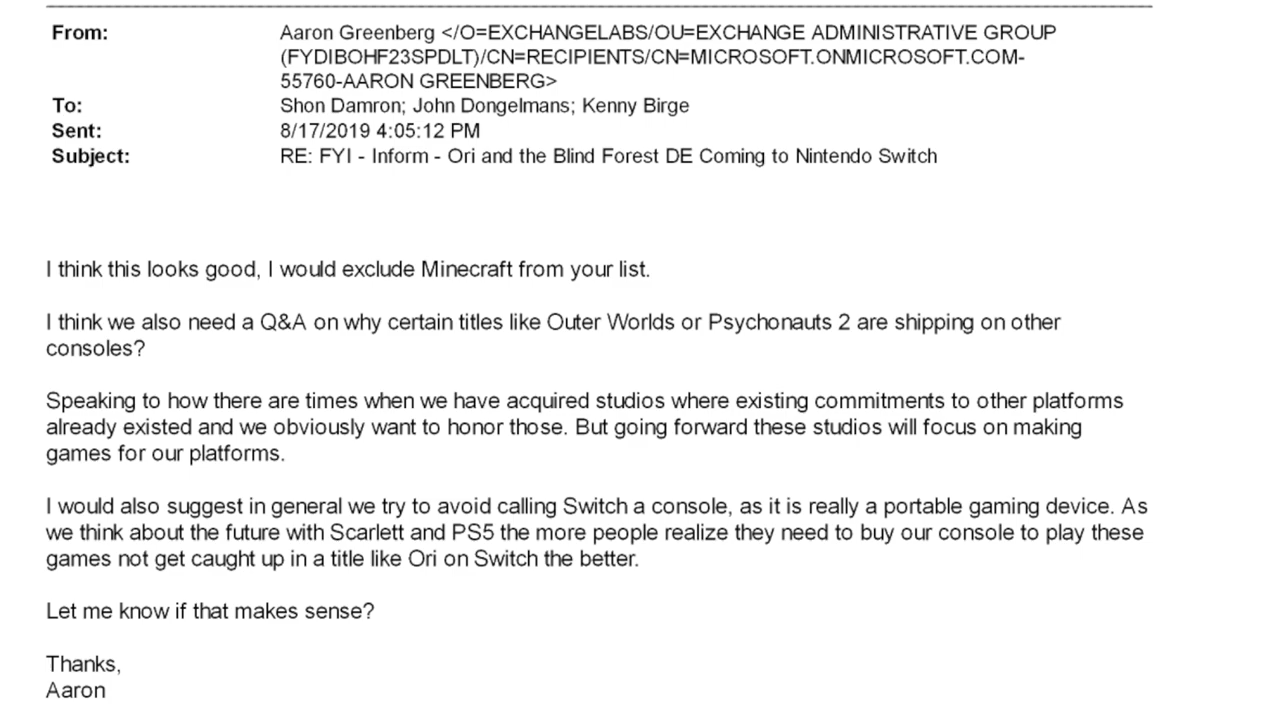 From: Aaron Greenberg </O=EXCHANGELABS/OU=EXCHANGE ADMINISTRATIVE GROUP
(FYDIBOHF23SPDLT)/CN=RECIPIENTS/CN=MICROSOFT.ONMICROSOFT.COM-
55760-AARON GREENBERG>
To: Shon Damron; John Dongelmans; Kenny Birge
Sent: 8/17/2019 4:05:12 PM
Subject: RE: FYI - Inform - Ori and the Blind Forest DE Coming to Nintendo Switch
I think this looks good, I would exclude Minecraft from your list.
I think we also need a Q&A on why certain titles like Outer Worlds or Psychonauts 2 are shipping on other
consoles?
Speaking to how there are times when we have acquired studios where existing commitments to other platforms
already existed and we obviously want to honor those. But going forward these studios will focus on making
games for our platforms.
I would also suggest in general we try to avoid calling Switch a console, as it is really a portable gaming device. As
we think about the future with Scarlett and PS5 the more people realize they need to buy our console to play these
games not get caught up in a title like Ori on Switch the better.
Let me know if that makes sense?
Thanks,
Aaron